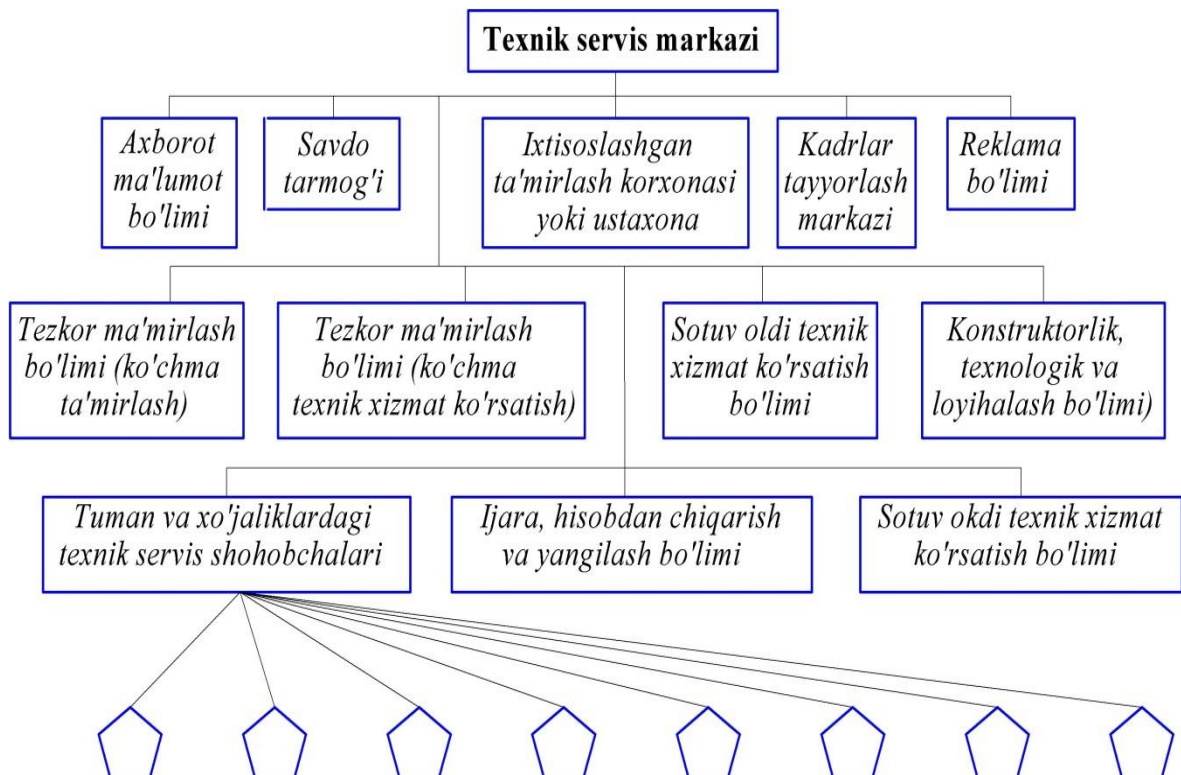 Texnik servis markazi
Axborot
ma'lumot
bo'limi
Savdo
tarmog'i
Ixtisoslashgan
ta'mirlash korxonasi
yoki ustaxona
Kadrlar
tayyorlash
markazi
Reklama
bo'limi
Tezkor ma'mirlash
bo'limi (ko'chma
ta'mirlash)
Tezkor ma'mirlash
bo'limi (ko'chma
texnik xizmat ko'rsatish)
Sotuv oldi texnik
xizmat ko'rsatish
bo'limi
Konstruktorlik,
texnologik va
loyihalash bo'limi)
Tuman va xo'jaliklardagi
texnik servis shohobchalari
Ijara, hisobdan chiqarish
va yangilash bo'limi
Sotuv okdi texnik xizmat
ko'rsatish bo'limi